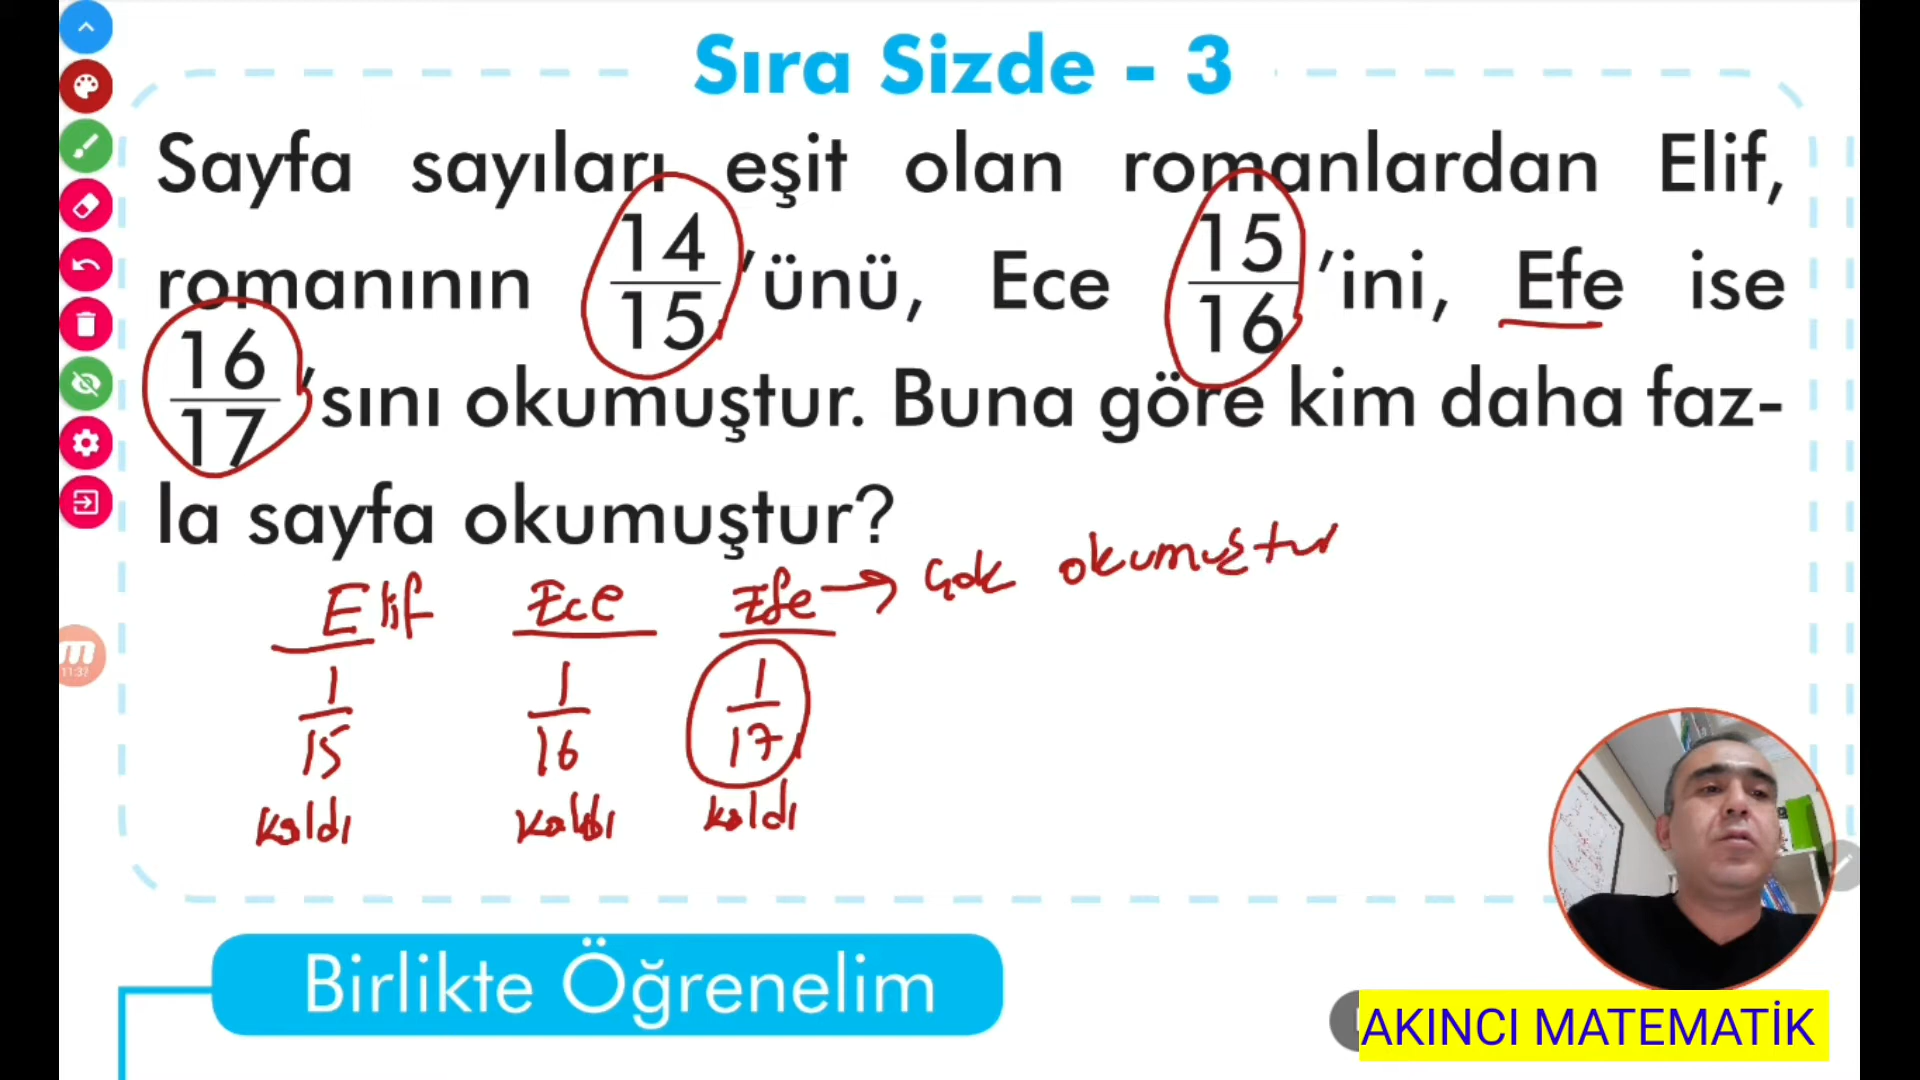 Sıra Sizde - 3
Sayfa sayıları eşit olan romanlardan Elif,
romanının 14/15 'ünü, Ece 15/16 'ini, Efe ise
16/17 'sını okumuştur. Buna göre kim daha faz-
la sayfa okumuştur?
Elif Ece Efe → çok okumuştur
1/15 1/16 1/17
kaldı kaldı kaldı
Birlikte Öğrenelim
AKINCI MATEMATİK
m
11:37